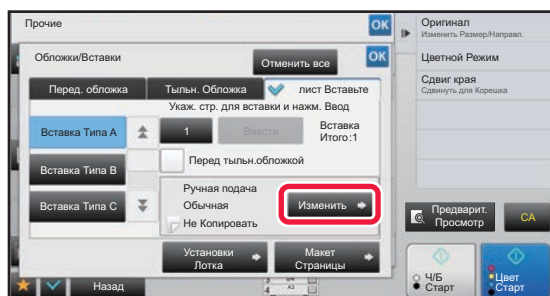 Прочие
OK
Обложки/Вставки
Отменить все
OK
Перед. обложка
Тыльн. Обложка
лист Вставьте
Укаж. стр. для вставки и нажм. Ввод
Вставка Типа A
1
Ввести
Вставка
Итого:1
Перед тыльн.обложкой
Вставка Типа B
Ручная подача
Обычная
Не Копировать
Изменить
Вставка Типа C
Установки
Лотка
Макет
Страницы
Назад
A3
Оригинал
Изменить Размер/Направл.
Цветной Режим
Сдвиг края
Сдвинуть для Корешка
Предварит.
Просмотр
CA
Ч/Б
Старт
Цвет
Старт